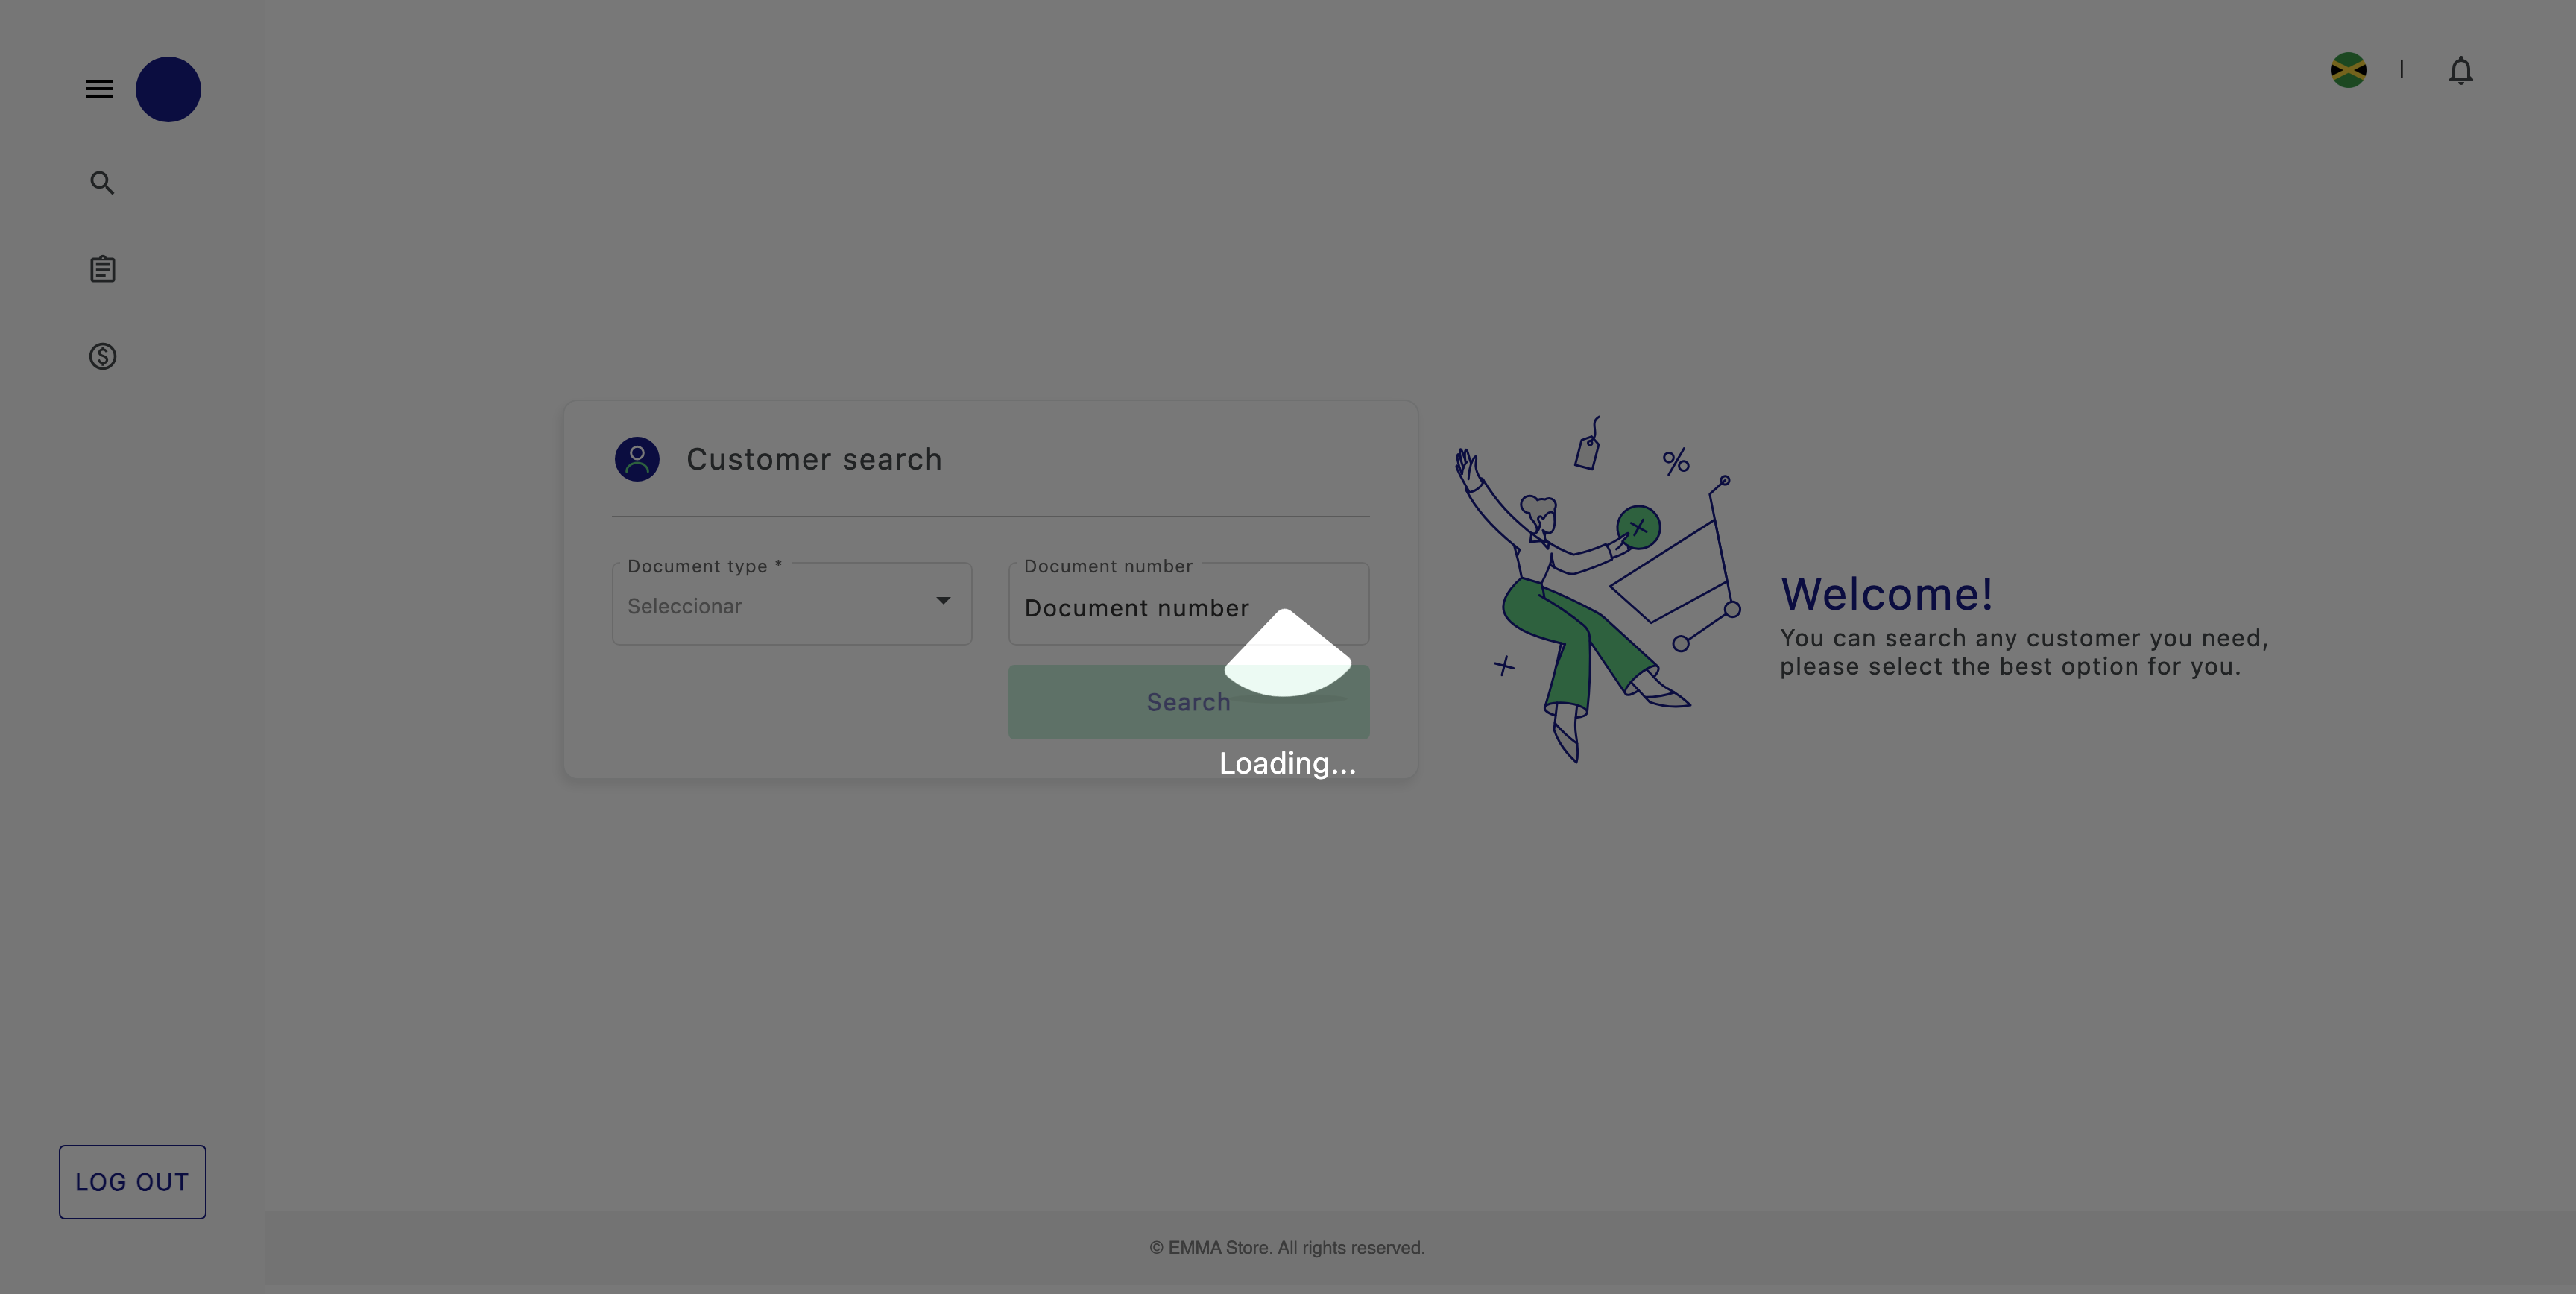 Customer search
Document type *
Seleccionar
Document number
Document number
Search
Loading...
Welcome!
You can search any customer you need,
please select the best option for you.
LOG OUT
© EMMA Store. All rights reserved.